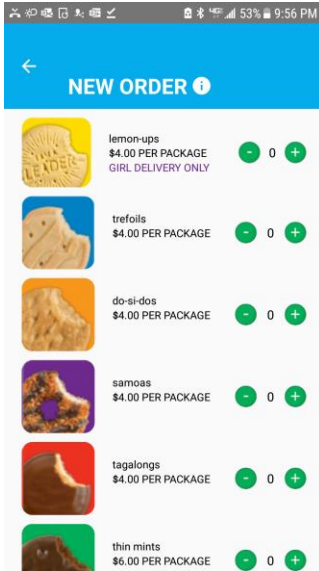 53% 9:56 PM
NEW ORDER
lemon-ups
$4.00 PER PACKAGE
GIRL DELIVERY ONLY
- 0 +
LEADER
trefoils
$4.00 PER PACKAGE
- 0 +
do-si-dos
$4.00 PER PACKAGE
- 0 +
samoas
$4.00 PER PACKAGE
- 0 +
tagalongs
$4.00 PER PACKAGE
- 0 +
thin mints
$6.00 PER PACKAGE
- 0 +